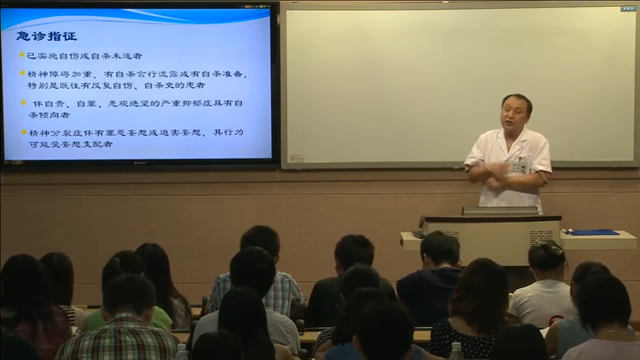 急诊指征
已实施自伤或自杀未遂者
精神障碍加重，有自杀言行流露或有自杀准备，
特别是既往有反复自伤、自杀史的患者
伴自责、自罪、悲观绝望的严重抑郁症具有自
杀倾向者
精神分裂症伴有罪恶妄想或迫害妄想，其行为
可能受妄想支配者